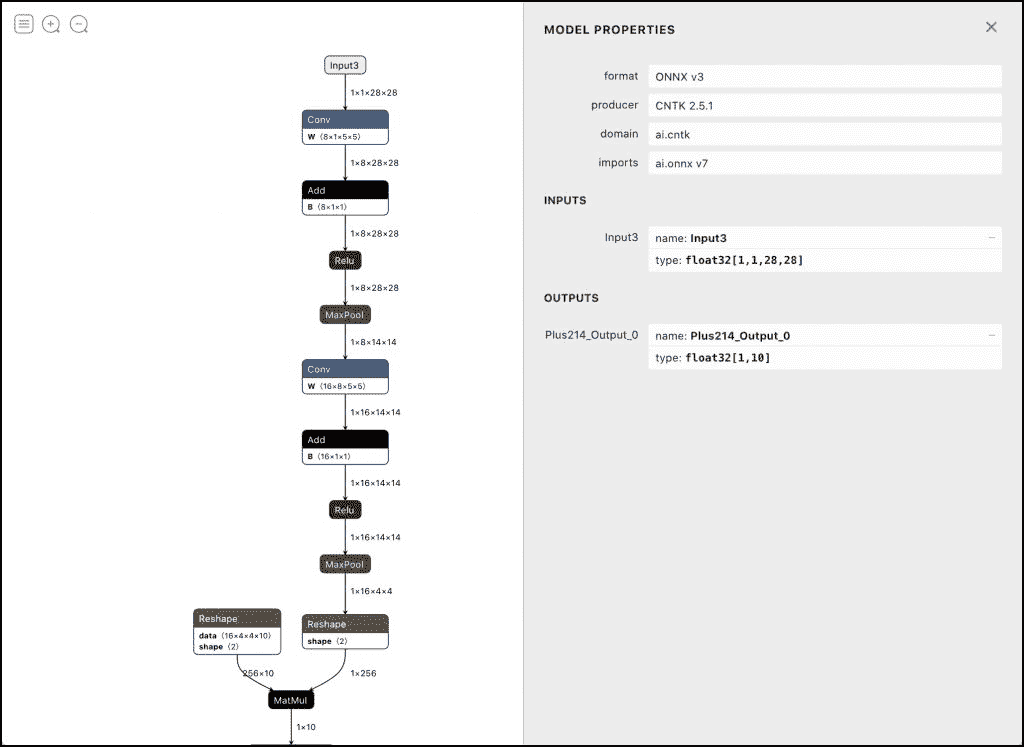 Input3
1×1×28×28
Conv
W ⟨8×1×5×5⟩
1×8×28×28
Add
B ⟨8×1×1⟩
1×8×28×28
Relu
1×8×28×28
MaxPool
1×8×14×14
Conv
W ⟨16×8×5×5⟩
1×16×14×14
Add
B ⟨16×1×1⟩
1×16×14×14
Relu
1×16×14×14
MaxPool
1×16×4×4
Reshape
data ⟨16×4×4×10⟩
shape ⟨2⟩
Reshape
shape ⟨2⟩
256×10
1×256
MatMul
1×10
MODEL PROPERTIES
format ONNX v3
producer CNTK 2.5.1
domain ai.cntk
imports ai.onnx v7
INPUTS
Input3 name: Input3
type: float32[1,1,28,28]
OUTPUTS
Plus214_Output_0 name: Plus214_Output_0
type: float32[1,10]